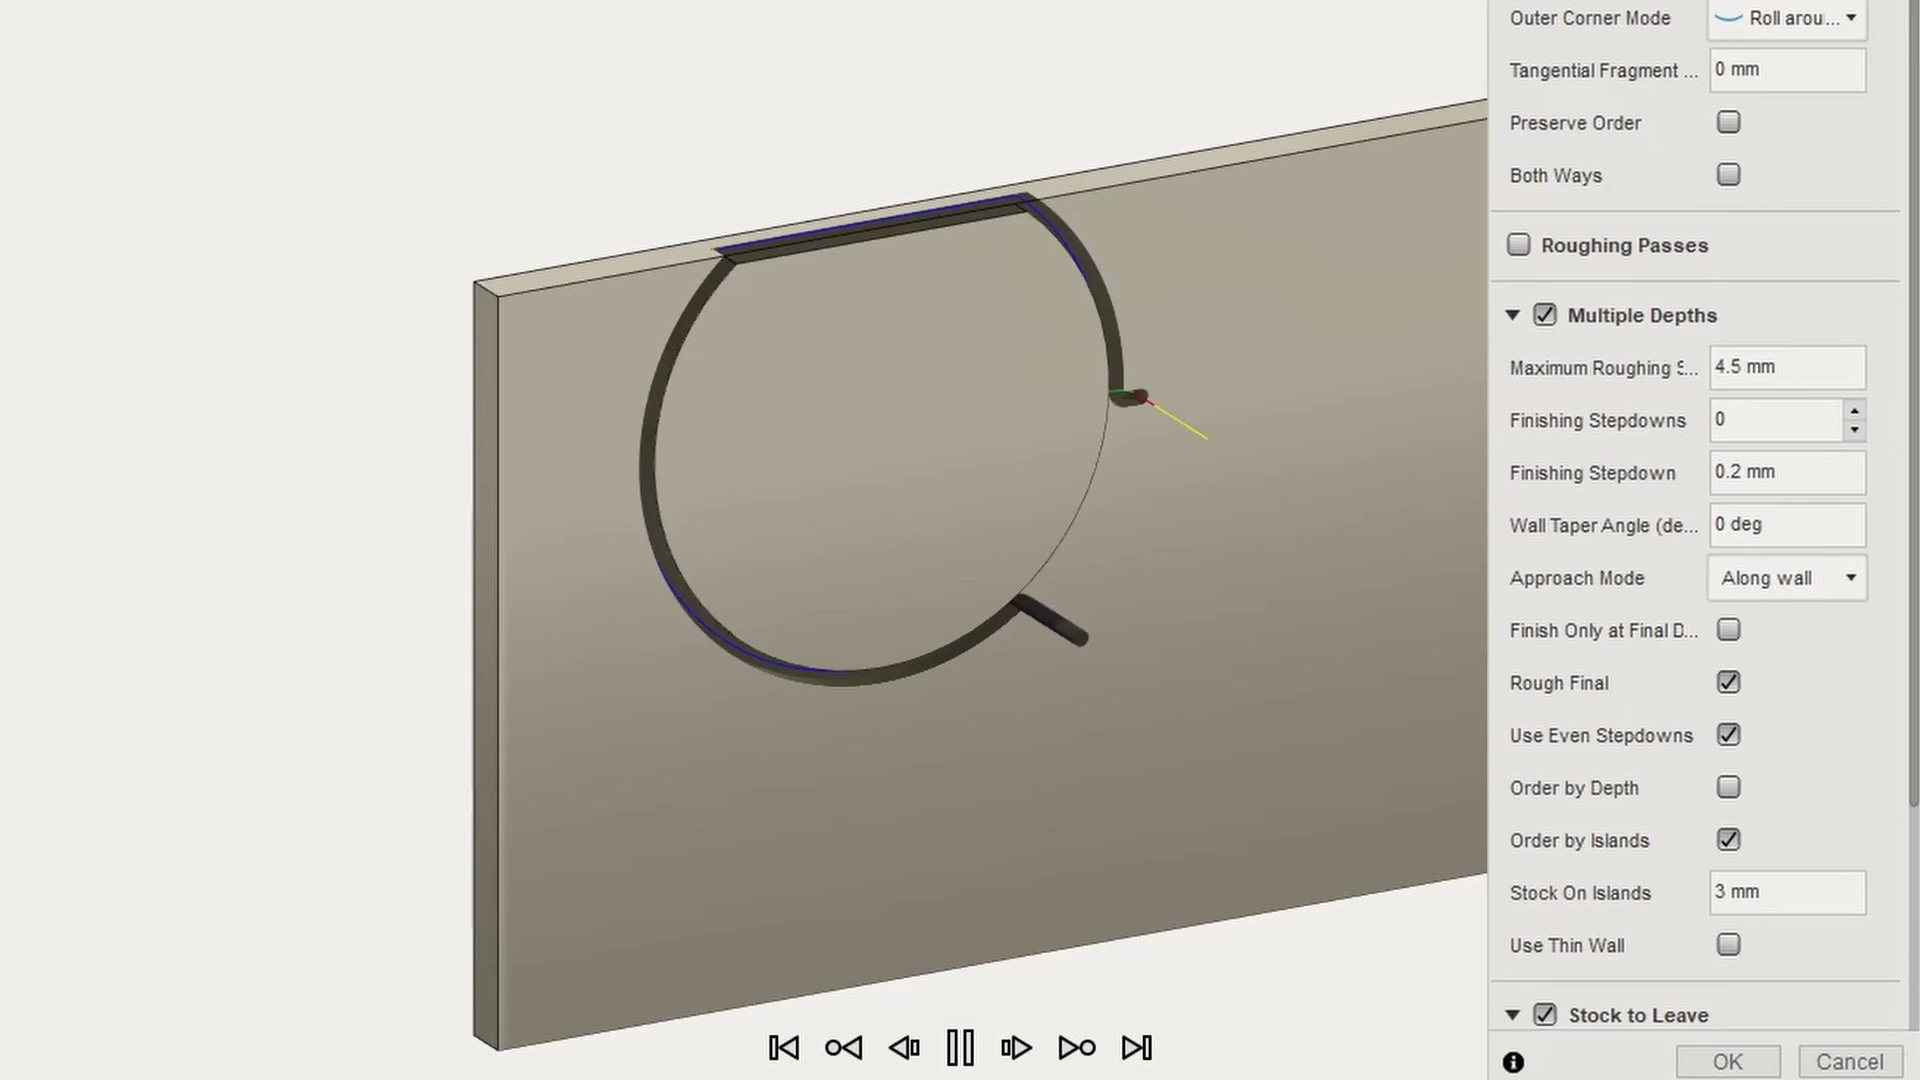 Outer Corner Mode Roll arou...
Tangential Fragment ... 0 mm
Preserve Order
Both Ways
Roughing Passes
Multiple Depths
Maximum Roughing S... 4.5 mm
Finishing Stepdowns 0
Finishing Stepdown 0.2 mm
Wall Taper Angle (de... 0 deg
Approach Mode Along wall
Finish Only at Final D...
Rough Final
Use Even Stepdowns
Order by Depth
Order by Islands
Stock On Islands 3 mm
Use Thin Wall
Stock to Leave
OK Cancel